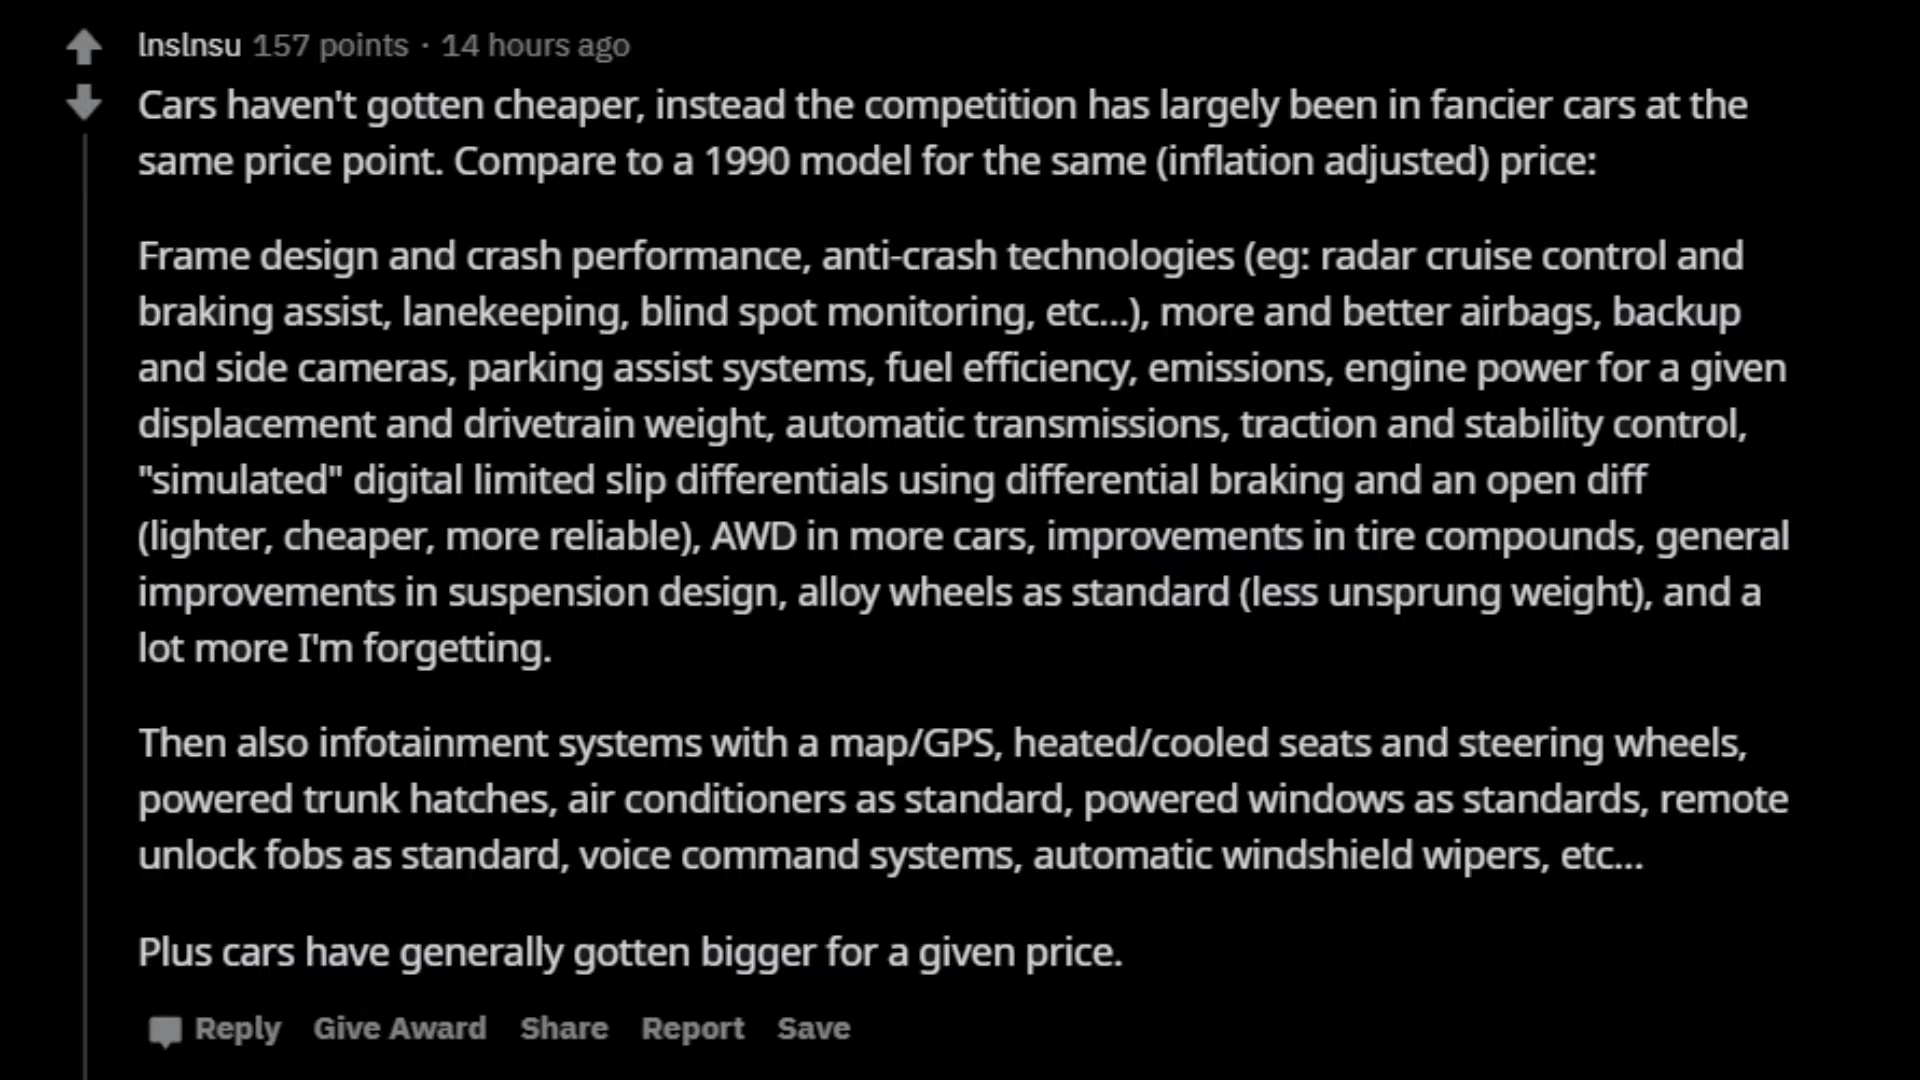 lnslnsu 157 points · 14 hours ago
Cars haven't gotten cheaper, instead the competition has largely been in fancier cars at the
same price point. Compare to a 1990 model for the same (inflation adjusted) price:
Frame design and crash performance, anti-crash technologies (eg: radar cruise control and
braking assist, lanekeeping, blind spot monitoring, etc...), more and better airbags, backup
and side cameras, parking assist systems, fuel efficiency, emissions, engine power for a given
displacement and drivetrain weight, automatic transmissions, traction and stability control,
"simulated" digital limited slip differentials using differential braking and an open diff
(lighter, cheaper, more reliable), AWD in more cars, improvements in tire compounds, general
improvements in suspension design, alloy wheels as standard (less unsprung weight), and a
lot more I'm forgetting.
Then also infotainment systems with a map/GPS, heated/cooled seats and steering wheels,
powered trunk hatches, air conditioners as standard, powered windows as standards, remote
unlock fobs as standard, voice command systems, automatic windshield wipers, etc...
Plus cars have generally gotten bigger for a given price.
Reply Give Award Share Report Save